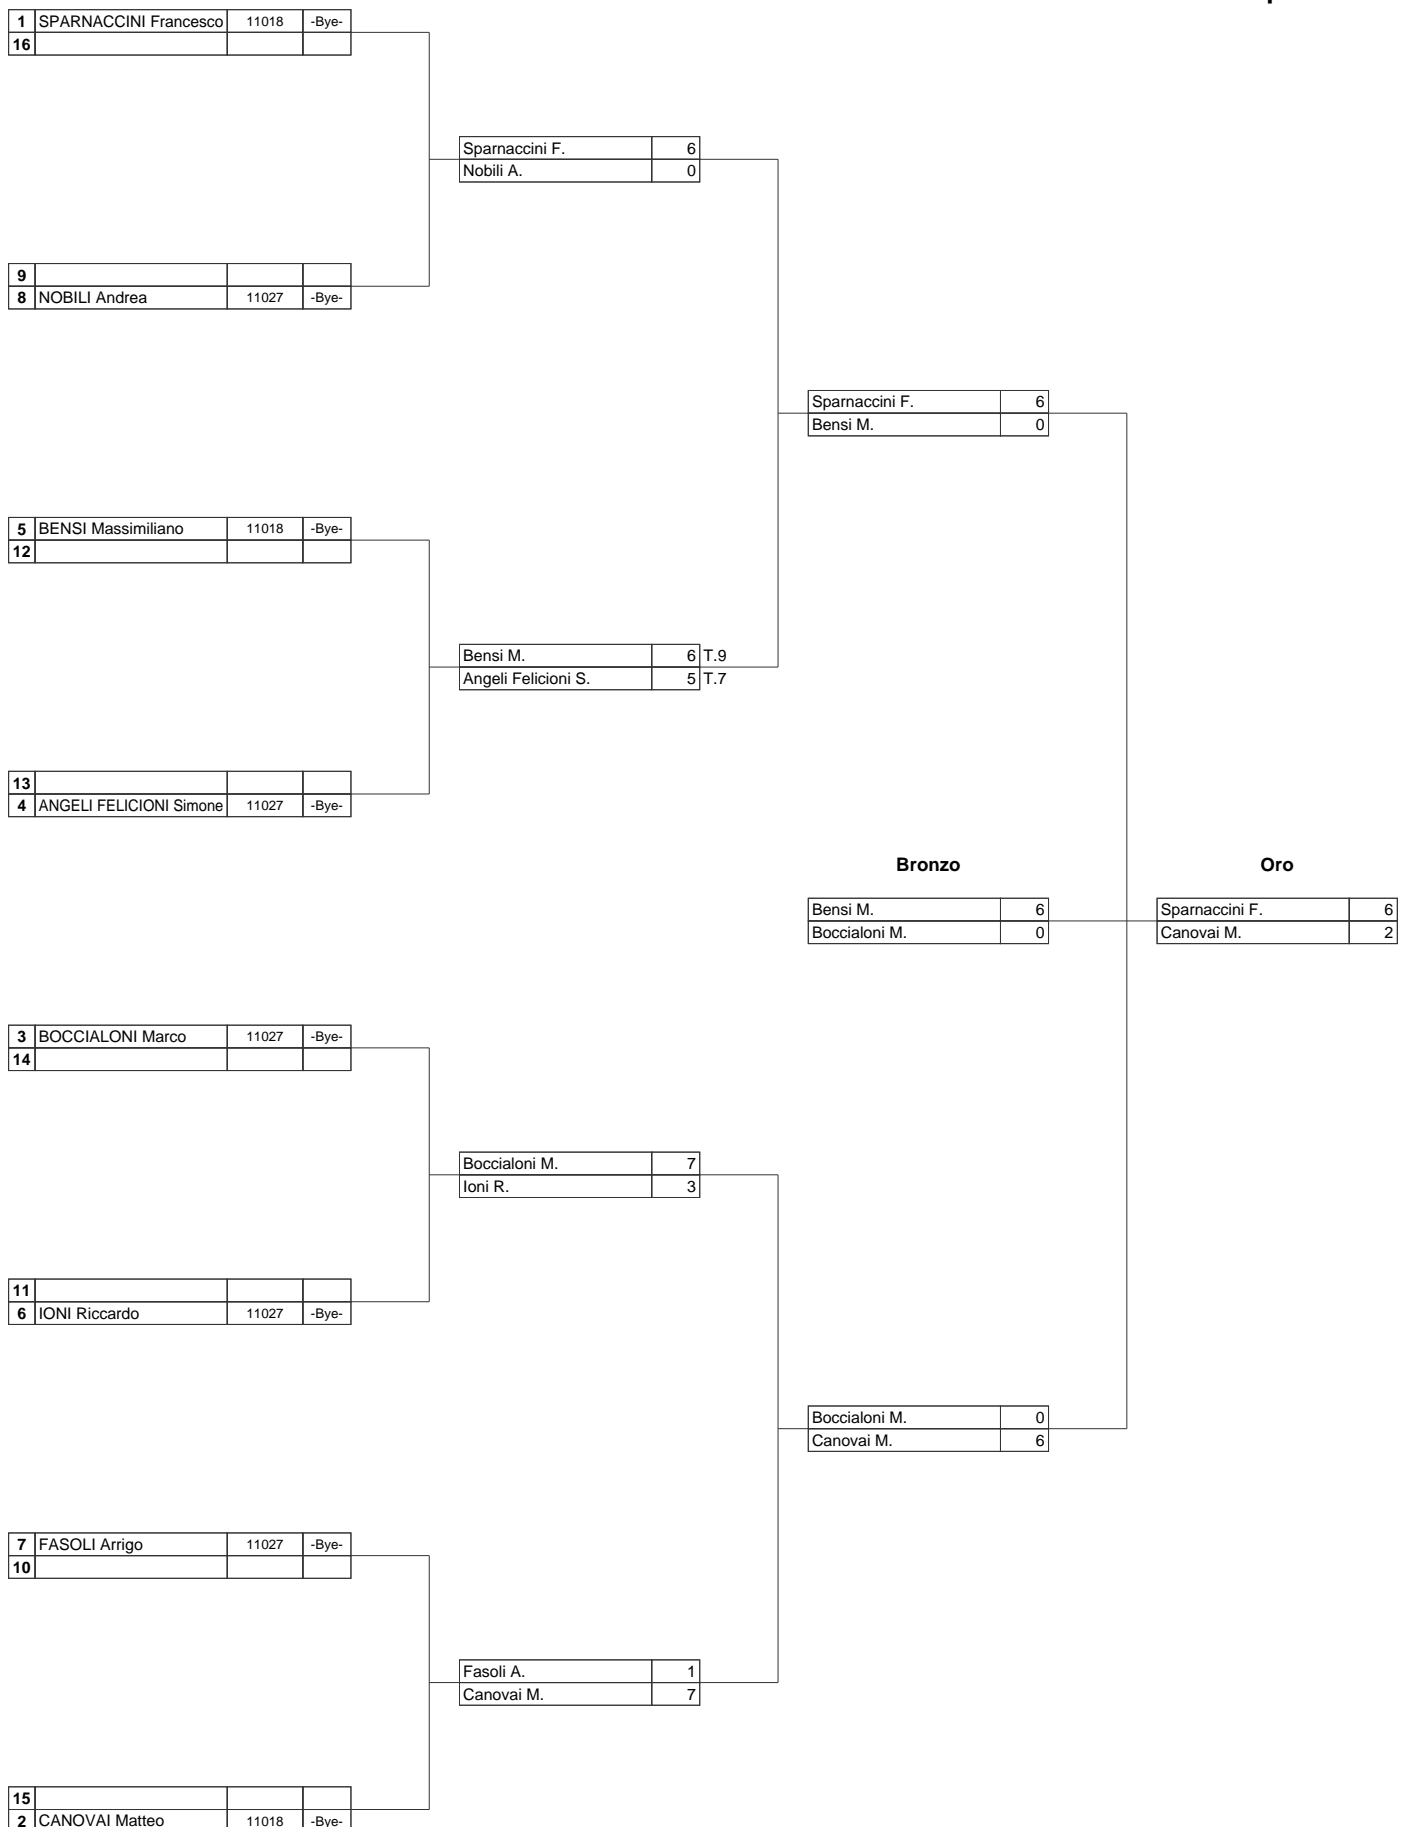 1 SPARNACCINI Francesco 11018 -Bye-
16
Sparnaccini F. 6
Nobili A. 0
9
8 NOBILI Andrea 11027 -Bye-
Sparnaccini F. 6
Bensi M. 0
5 BENSI Massimiliano 11018 -Bye-
12
Bensi M. 6 T.9
Angeli Felicioni S. 5 T.7
13
4 ANGELI FELICIONI Simone 11027 -Bye-
Bronzo Oro
Bensi M. 6 Sparnaccini F. 6
Boccialoni M. 0 Canovai M. 2
3 BOCCIALONI Marco 11027 -Bye-
14
Boccialoni M. 7
Ioni R. 3
11
6 IONI Riccardo 11027 -Bye-
Boccialoni M. 0
Canovai M. 6
7 FASOLI Arrigo 11027 -Bye-
10
Fasoli A. 1
Canovai M. 7
15
2 CANOVAI Matteo 11018 -Bye-